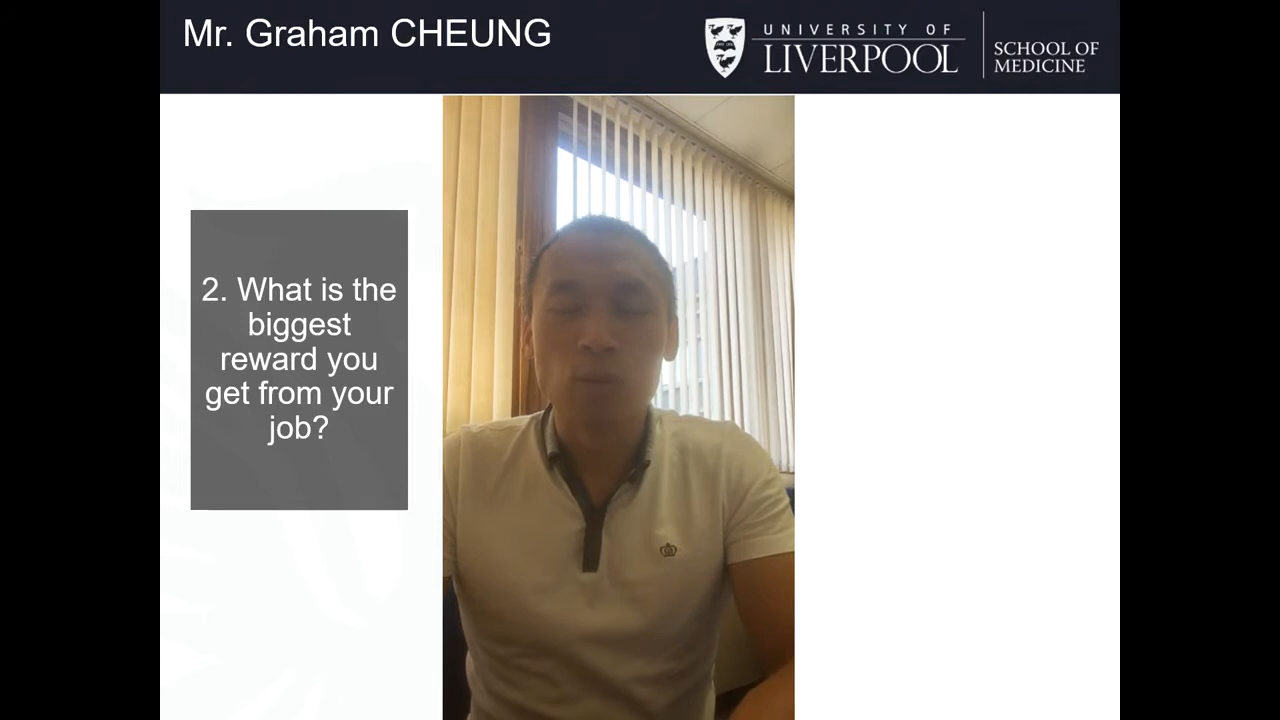 Mr. Graham CHEUNG
UNIVERSITY OF
LIVERPOOL
SCHOOL OF
MEDICINE
2. What is the
biggest
reward you
get from your
job?